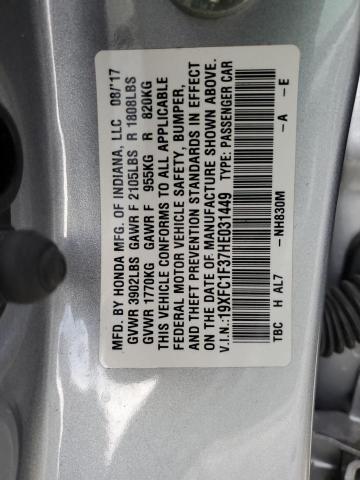 MFD. BY HONDA MFG. OF INDIANA, LLC 08/'17
GVWR 3902LBS GAWR F 2105LBS R 1808LBS
GVWR 1770KG GAWR F 955KG R 820KG
THIS VEHICLE CONFORMS TO ALL APPLICABLE
FEDERAL MOTOR VEHICLE SAFETY, BUMPER,
AND THEFT PREVENTION STANDARDS IN EFFECT
ON THE DATE OF MANUFACTURE SHOWN ABOVE.
V.I.N.:19XFC1F37HE031449 TYPE: PASSENGER CAR
TBC H AL7 -NH830M -A -E